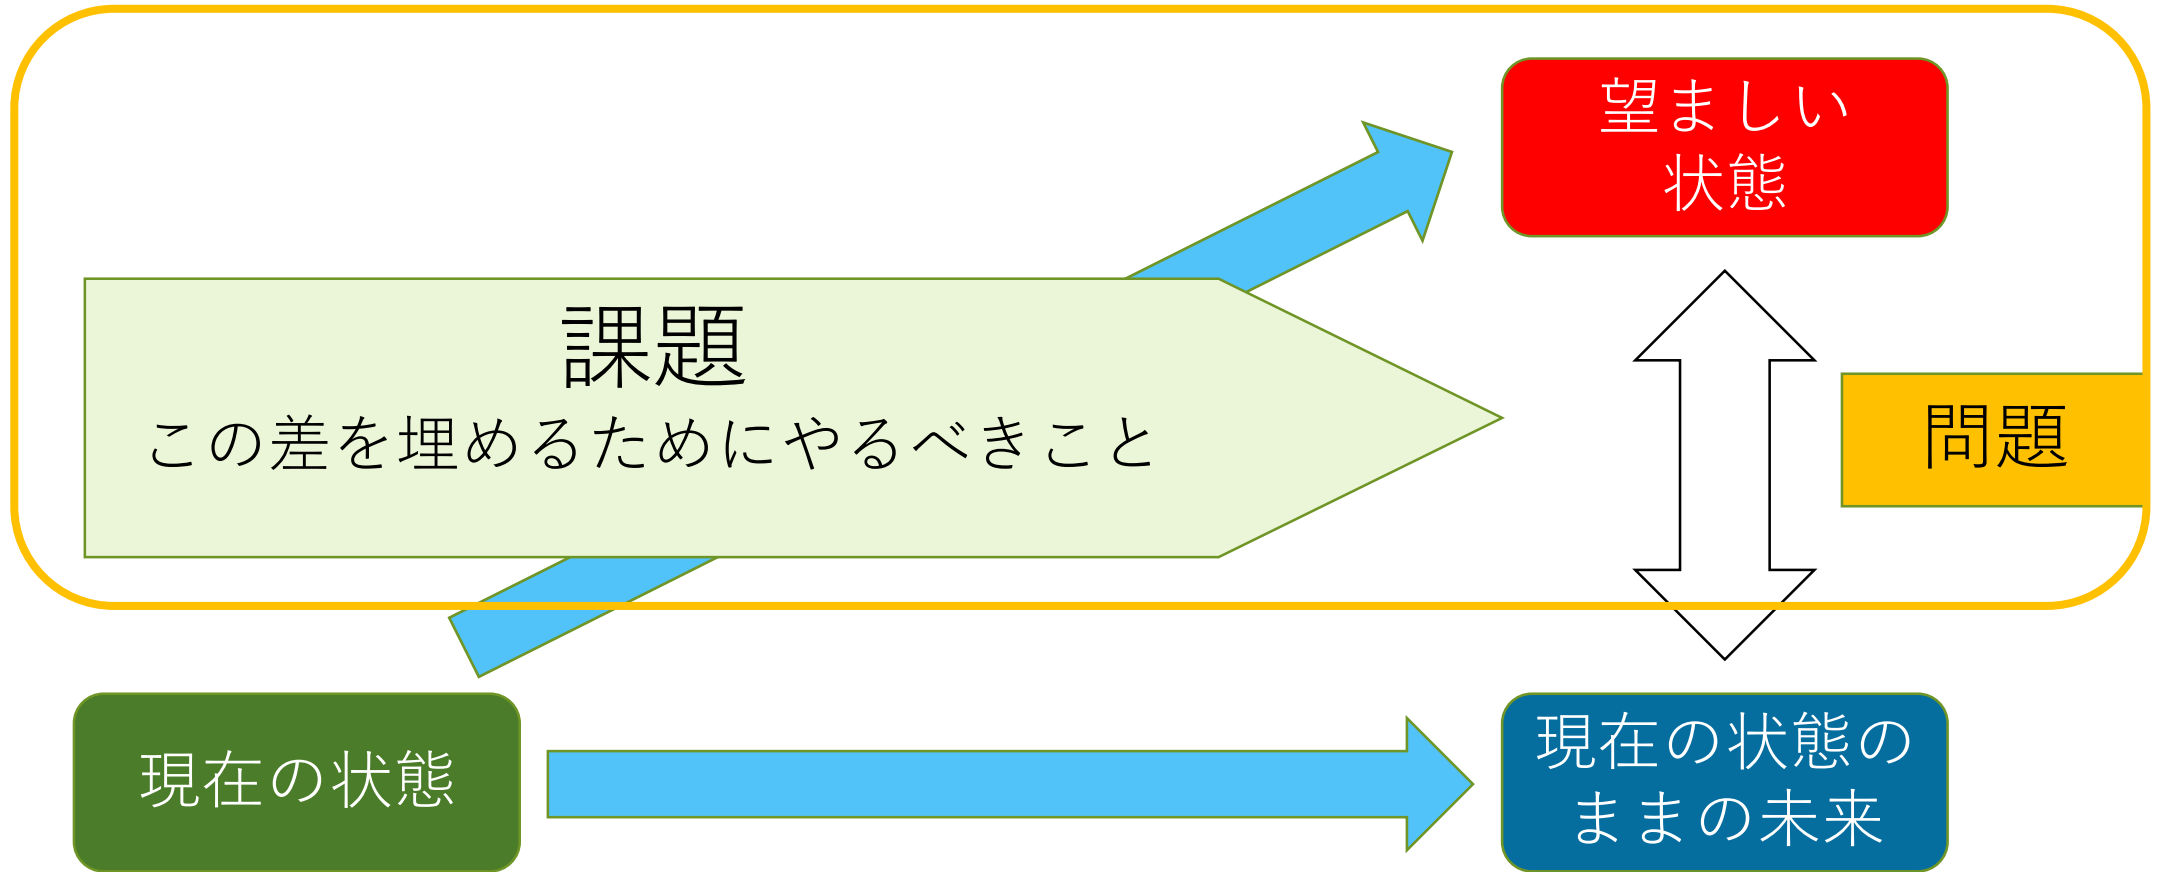 望ましい
状態
課題
この差を埋めるためにやるべきこと
問題
現在の状態
現在の状態の
ままの未来